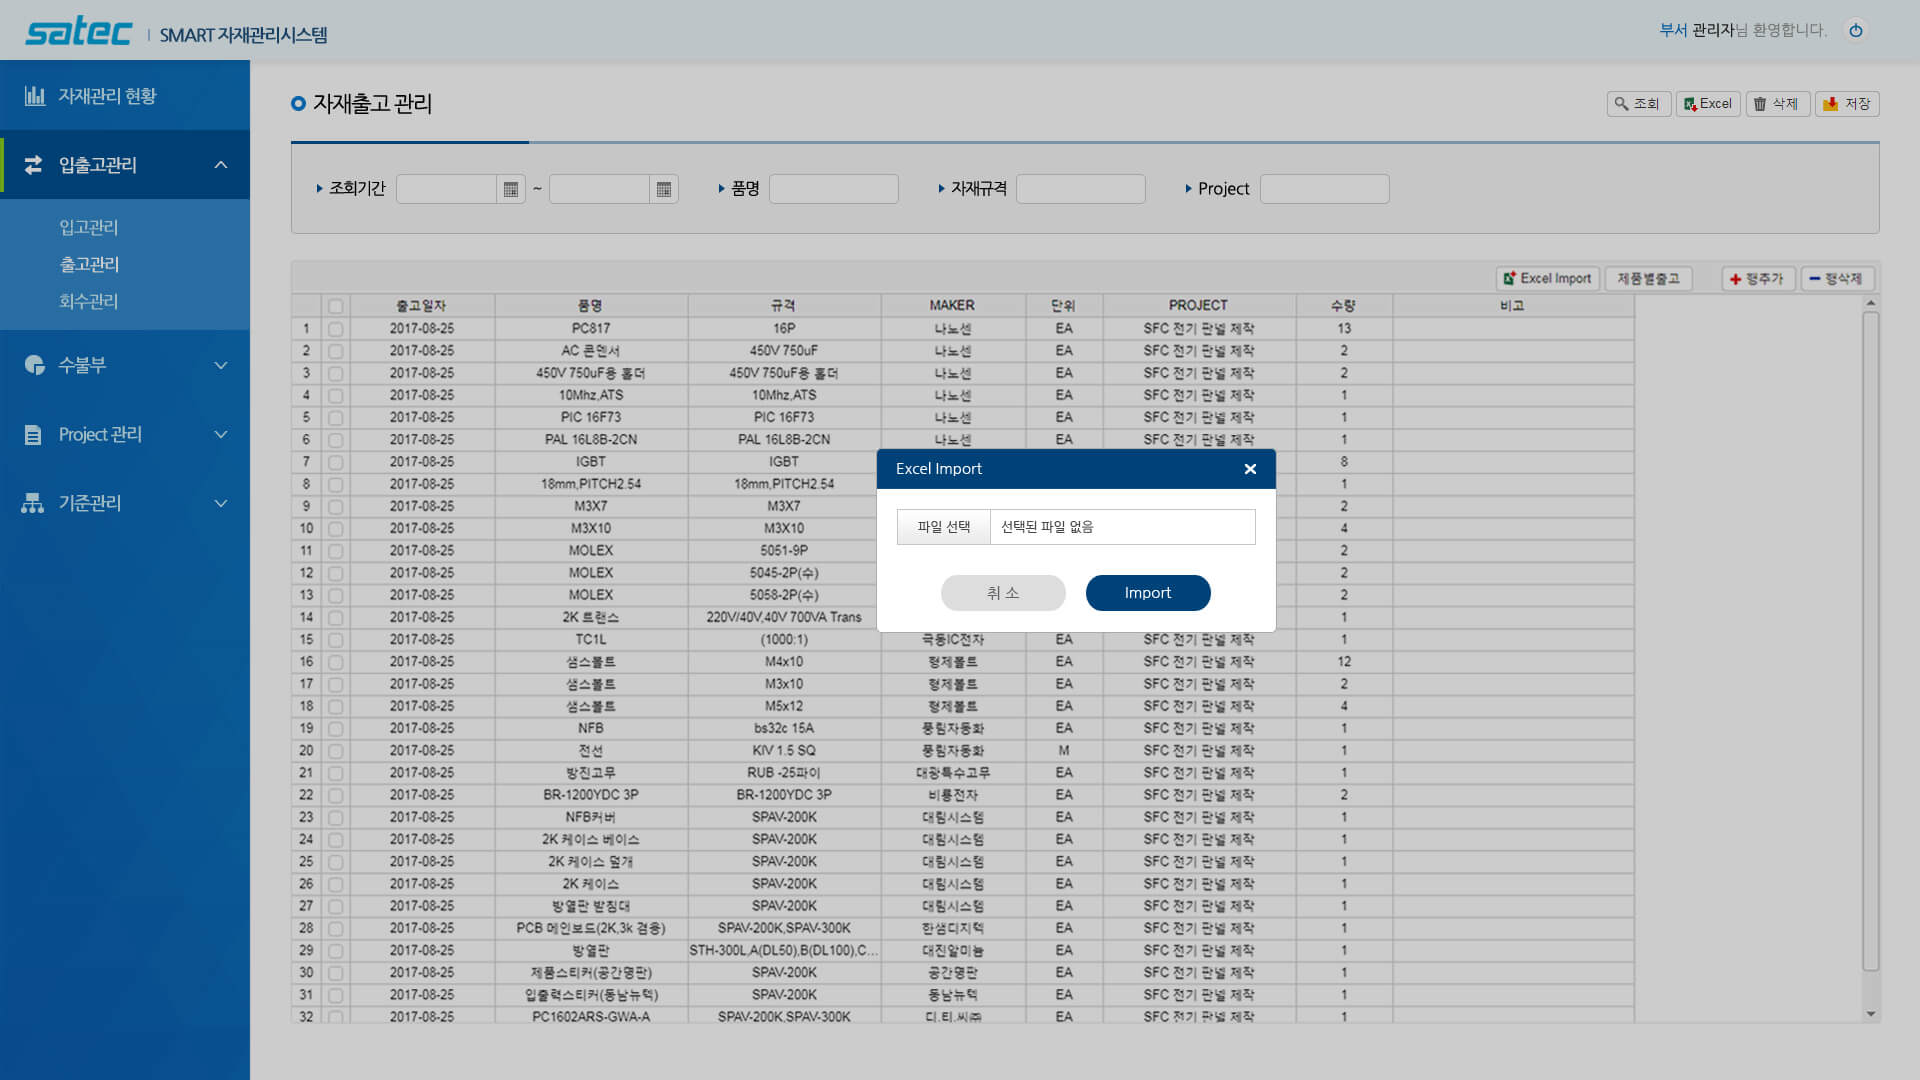 satec | SMART 자재관리시스템
부서 관리자님 환영합니다.
자재관리 현황
입출고관리
입고관리
출고관리
회수관리
수불부
Project 관리
기준관리
자재출고 관리
조회 Excel 삭제 저장
조회기간 ~ 품명 자재규격 Project
Excel Import 제품별출고 행추가 행삭제
출고일자 품명 규격 MAKER 단위 PROJECT 수량 비고
1 2017-08-25 PC817 16P 나노센 EA SFC 전기 판넬 제작 13
2 2017-08-25 AC 콘덴서 450V 750uF 나노센 EA SFC 전기 판넬 제작 2
3 2017-08-25 450V 750uF용 홀더 450V 750uF용 홀더 나노센 EA SFC 전기 판넬 제작 2
4 2017-08-25 10Mhz,ATS 10Mhz,ATS 나노센 EA SFC 전기 판넬 제작 1
5 2017-08-25 PIC 16F73 PIC 16F73 나노센 EA SFC 전기 판넬 제작 1
6 2017-08-25 PAL 16L8B-2CN PAL 16L8B-2CN 나노센 EA SFC 전기 판넬 제작 1
7 2017-08-25 IGBT IGBT 8
8 2017-08-25 18mm,PITCH2.54 18mm,PITCH2.54 1
9 2017-08-25 M3X7 M3X7 2
10 2017-08-25 M3X10 M3X10 4
11 2017-08-25 MOLEX 5051-9P 2
12 2017-08-25 MOLEX 5045-2P(수) 2
13 2017-08-25 MOLEX 5058-2P(수) 2
14 2017-08-25 2K 트랜스 220V/40V,40V 700VA Trans 1
15 2017-08-25 TC1L (1000:1) 극동IC전자 EA SFC 전기 판넬 제작 1
16 2017-08-25 샘스볼트 M4x10 형제볼트 EA SFC 전기 판넬 제작 12
17 2017-08-25 샘스볼트 M3x10 형제볼트 EA SFC 전기 판넬 제작 2
18 2017-08-25 샘스볼트 M5x12 형제볼트 EA SFC 전기 판넬 제작 4
19 2017-08-25 NFB bs32c 15A 풍림자동화 EA SFC 전기 판넬 제작 1
20 2017-08-25 전선 KIV 1.5 SQ 풍림자동화 M SFC 전기 판넬 제작 1
21 2017-08-25 방진고무 RUB -25파이 대광특수고무 EA SFC 전기 판넬 제작 1
22 2017-08-25 BR-1200YDC 3P BR-1200YDC 3P 비룡전자 EA SFC 전기 판넬 제작 2
23 2017-08-25 NFB커버 SPAV-200K 대림시스템 EA SFC 전기 판넬 제작 1
24 2017-08-25 2K 케이스 베이스 SPAV-200K 대림시스템 EA SFC 전기 판넬 제작 1
25 2017-08-25 2K 케이스 덮개 SPAV-200K 대림시스템 EA SFC 전기 판넬 제작 1
26 2017-08-25 2K 케이스 SPAV-200K 대림시스템 EA SFC 전기 판넬 제작 1
27 2017-08-25 방열판 받침대 SPAV-200K 대림시스템 EA SFC 전기 판넬 제작 1
28 2017-08-25 PCB 메인보드(2K,3k 겸용) SPAV-200K,SPAV-300K 한샘디지텍 EA SFC 전기 판넬 제작 1
29 2017-08-25 방열판 STH-300L,A(DL50),B(DL100),C... 대진알미늄 EA SFC 전기 판넬 제작 1
30 2017-08-25 제품스티커(공간명판) SPAV-200K 공간명판 EA SFC 전기 판넬 제작 1
31 2017-08-25 입출력스티커(동남뉴텍) SPAV-200K 동남뉴텍 EA SFC 전기 판넬 제작 1
32 2017-08-25 PC1602ARS-GWA-A SPAV-200K,SPAV-300K 디.티.씨㈜ EA SFC 전기 판넬 제작 1
Excel Import
파일 선택 선택된 파일 없음
취 소 Import